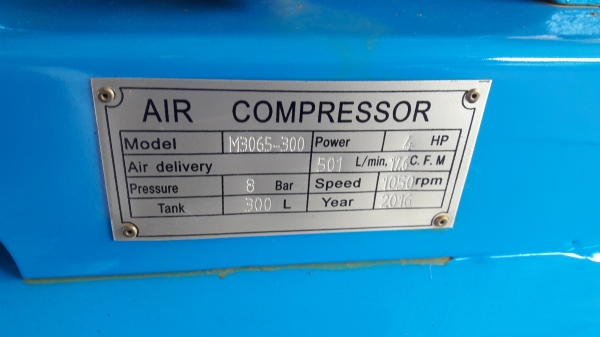 AIR COMPRESSOR
Model M3065-300 Power 4 HP
Air delivery 501 L/min, C.F.M
Pressure 8 Bar Speed 1050 rpm
Tank 300 L Year 2016